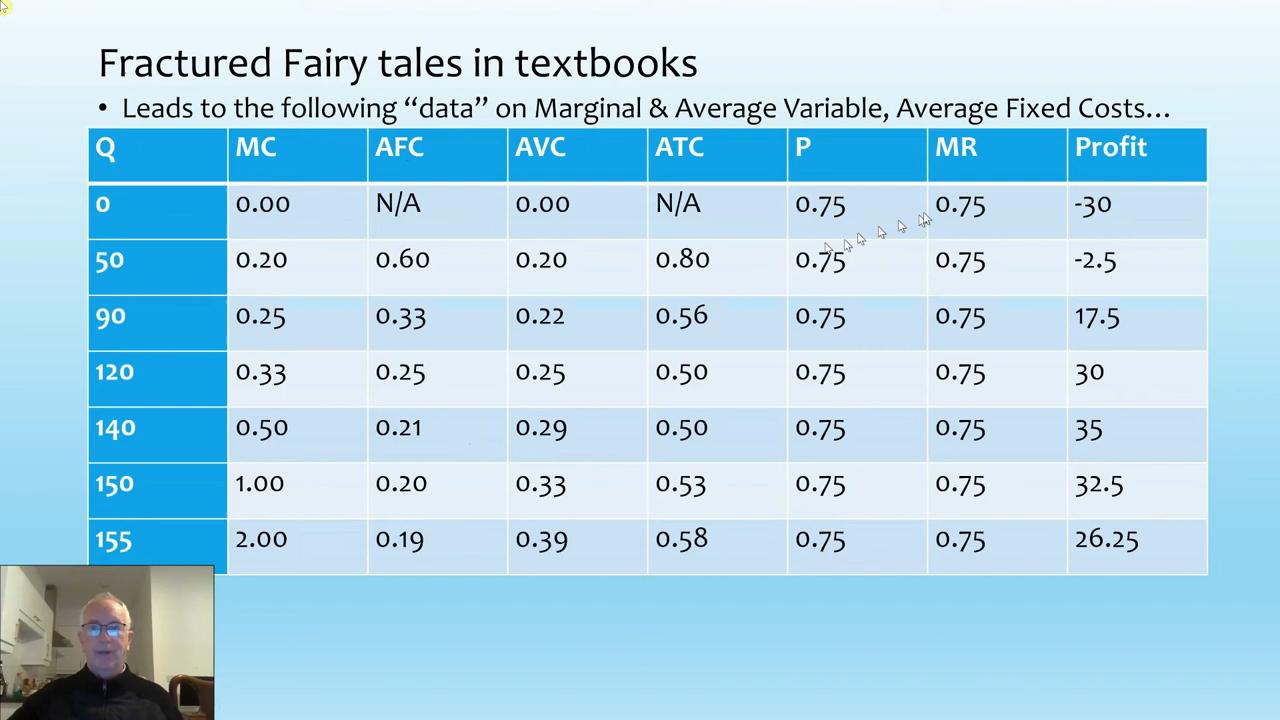 Fractured Fairy tales in textbooks
• Leads to the following “data” on Marginal & Average Variable, Average Fixed Costs…
Q MC AFC AVC ATC P MR Profit
0 0.00 N/A 0.00 N/A 0.75 0.75 -30
50 0.20 0.60 0.20 0.80 0.75 0.75 -2.5
90 0.25 0.33 0.22 0.56 0.75 0.75 17.5
120 0.33 0.25 0.25 0.50 0.75 0.75 30
140 0.50 0.21 0.29 0.50 0.75 0.75 35
150 1.00 0.20 0.33 0.53 0.75 0.75 32.5
155 2.00 0.19 0.39 0.58 0.75 0.75 26.25